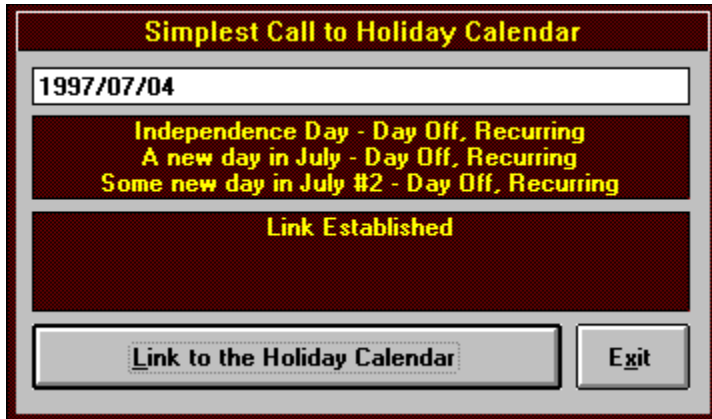 Simplest Call to Holiday Calendar
1997/07/04
Independence Day - Day Off, Recurring
A new day in July - Day Off, Recurring
Some new day in July #2 - Day Off, Recurring
Link Established
Link to the Holiday Calendar
Exit